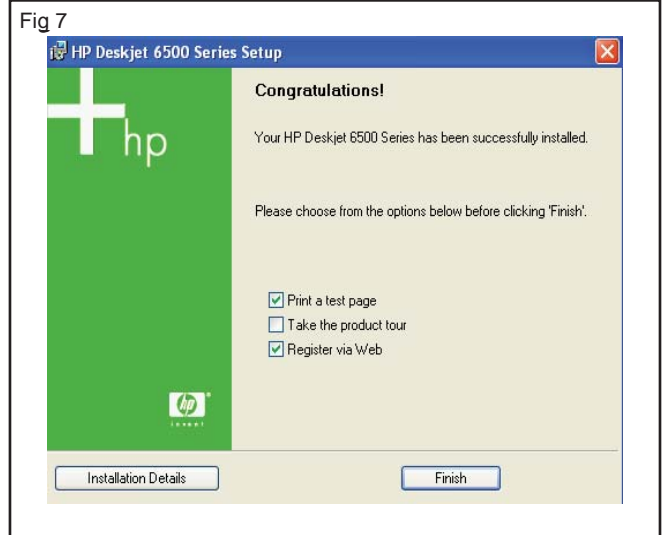 Fig 7
HP Deskjet 6500 Series Setup
hp
Congratulations!
Your HP Deskjet 6500 Series has been successfully installed.
Please choose from the options below before clicking 'Finish'.
Print a test page
Take the product tour
Register via Web
hp
invent
Installation Details
Finish